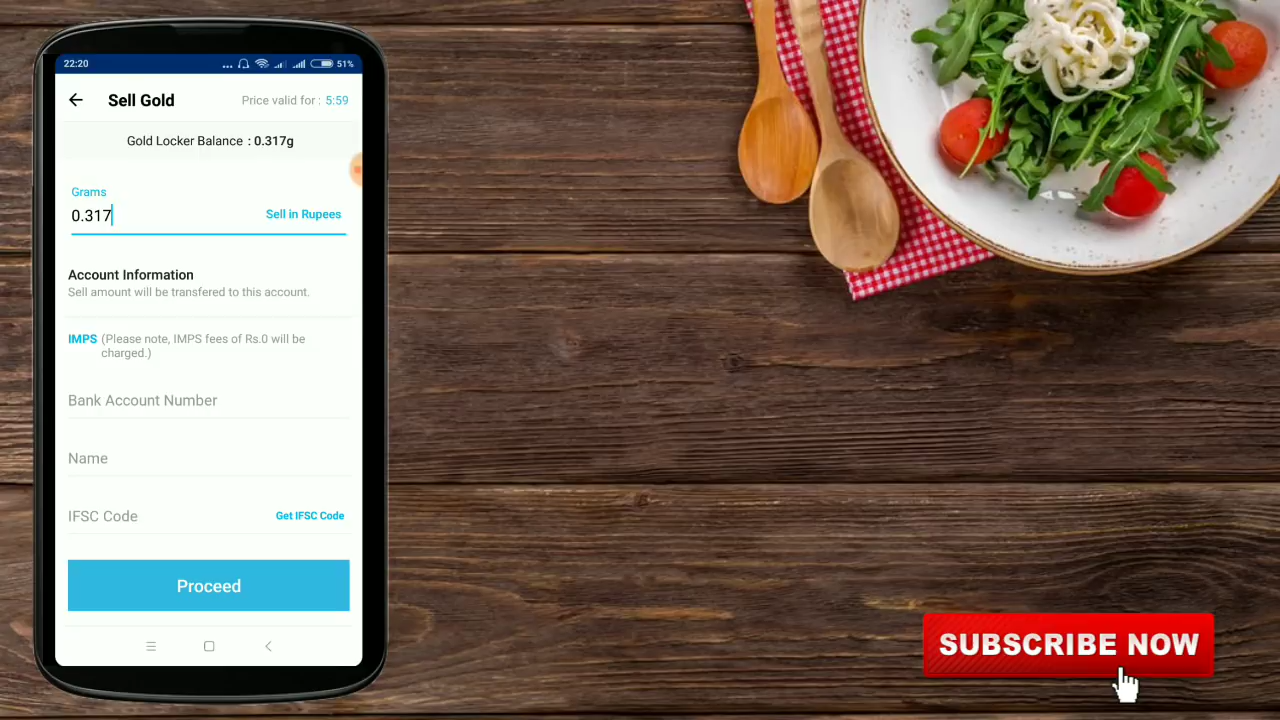 22:20
51%
Sell Gold
Price valid for : 5:59
Gold Locker Balance : 0.317g
Grams
0.317
Sell in Rupees
Account Information
Sell amount will be transfered to this account.
IMPS (Please note, IMPS fees of Rs.0 will be
charged.)
Bank Account Number
Name
IFSC Code
Get IFSC Code
Proceed
SUBSCRIBE NOW